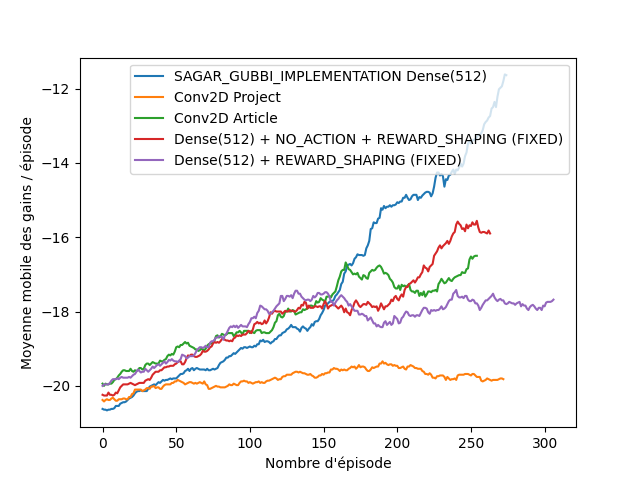 SAGAR_GUBBI_IMPLEMENTATION Dense(512)
Conv2D Project
Conv2D Article
Dense(512) + NO_ACTION + REWARD_SHAPING (FIXED)
Dense(512) + REWARD_SHAPING (FIXED)
−12
−14
−16
−18
−20
Moyenne mobile des gains / épisode
0 50 100 150 200 250 300
Nombre d'épisode